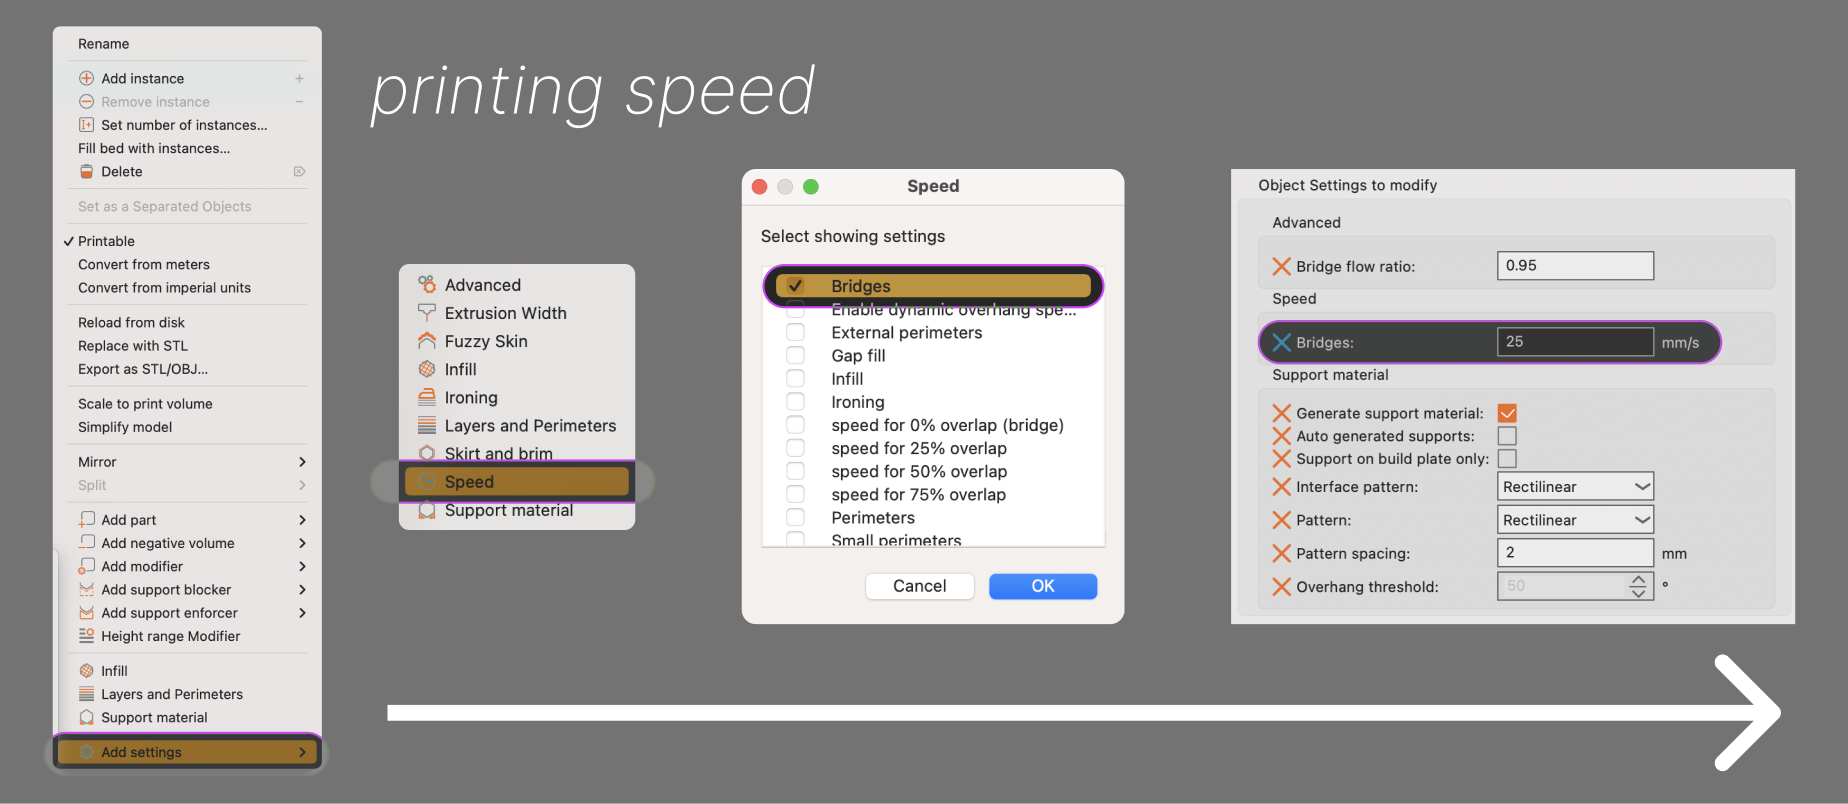 printing speed
Rename
Add instance +
Remove instance −
Set number of instances...
Fill bed with instances...
Delete
Set as a Separated Objects
✓ Printable
Convert from meters
Convert from imperial units
Reload from disk
Replace with STL
Export as STL/OBJ...
Scale to print volume
Simplify model
Mirror
Split
Add part
Add negative volume
Add modifier
Add support blocker
Add support enforcer
Height range Modifier
Infill
Layers and Perimeters
Support material
Add settings
Advanced
Extrusion Width
Fuzzy Skin
Infill
Ironing
Layers and Perimeters
Skirt and brim
Speed
Support material
Speed
Select showing settings
Bridges
Enable dynamic overhang spe...
External perimeters
Gap fill
Infill
Ironing
speed for 0% overlap (bridge)
speed for 25% overlap
speed for 50% overlap
speed for 75% overlap
Perimeters
Small perimeters
Cancel OK
Object Settings to modify
Advanced
Bridge flow ratio: 0.95
Speed
Bridges: 25 mm/s
Support material
Generate support material:
Auto generated supports:
Support on build plate only:
Interface pattern: Rectilinear
Pattern: Rectilinear
Pattern spacing: 2 mm
Overhang threshold: 50 °